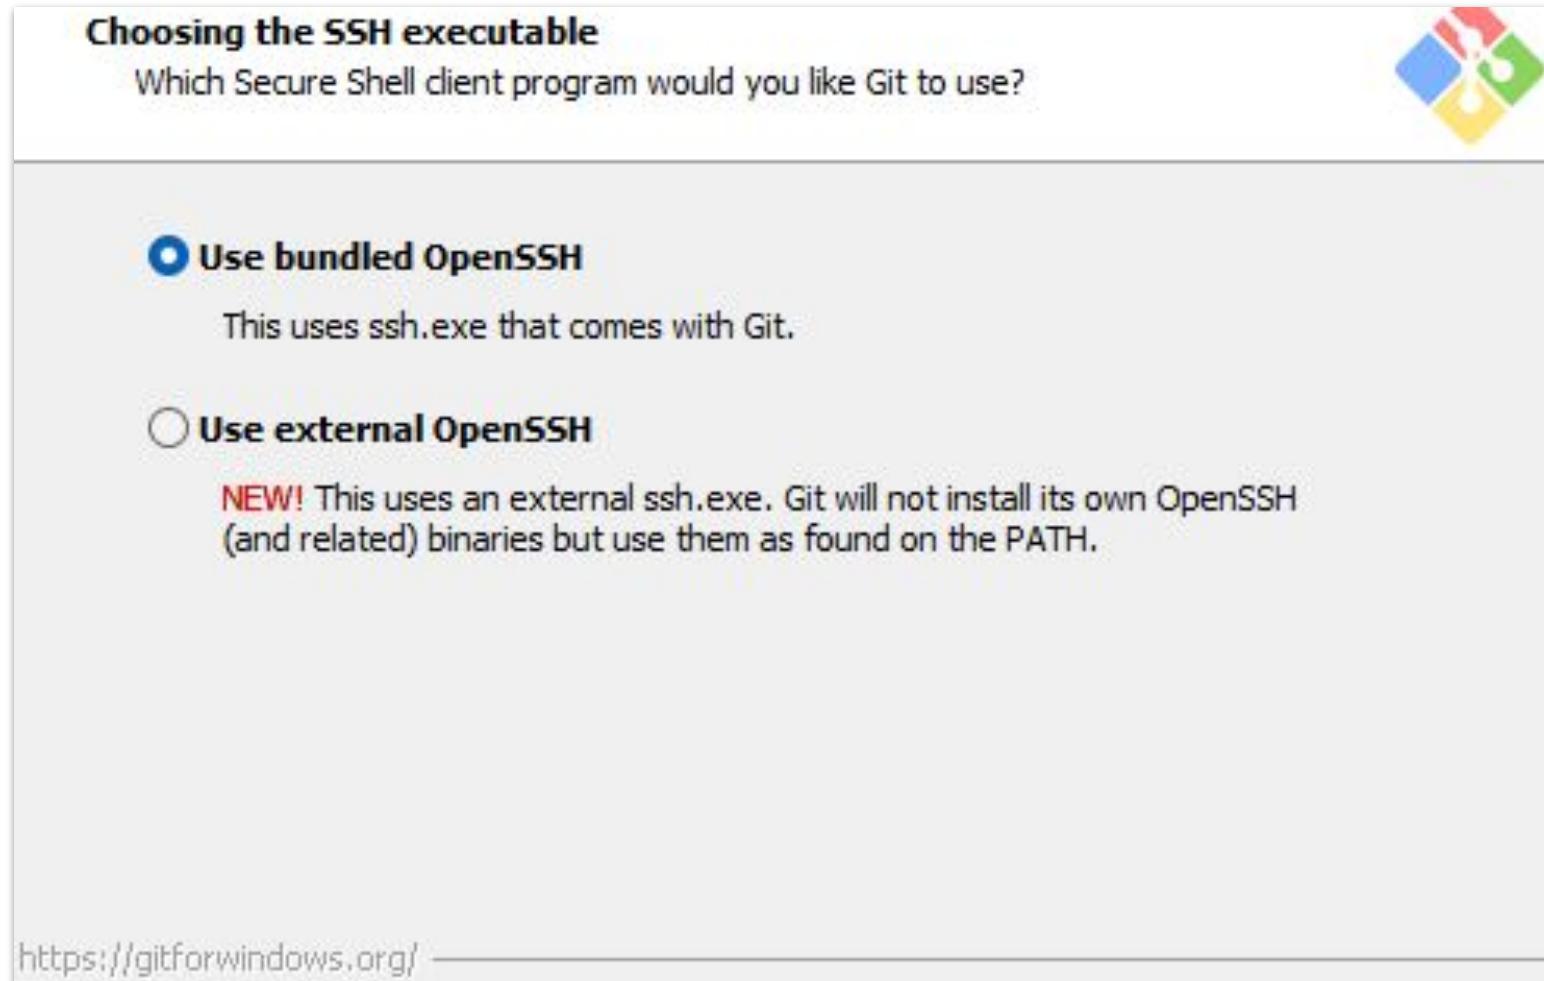 Choosing the SSH executable
Which Secure Shell client program would you like Git to use?
Use bundled OpenSSH
This uses ssh.exe that comes with Git.
Use external OpenSSH
NEW! This uses an external ssh.exe. Git will not install its own OpenSSH
(and related) binaries but use them as found on the PATH.
https://gitforwindows.org/